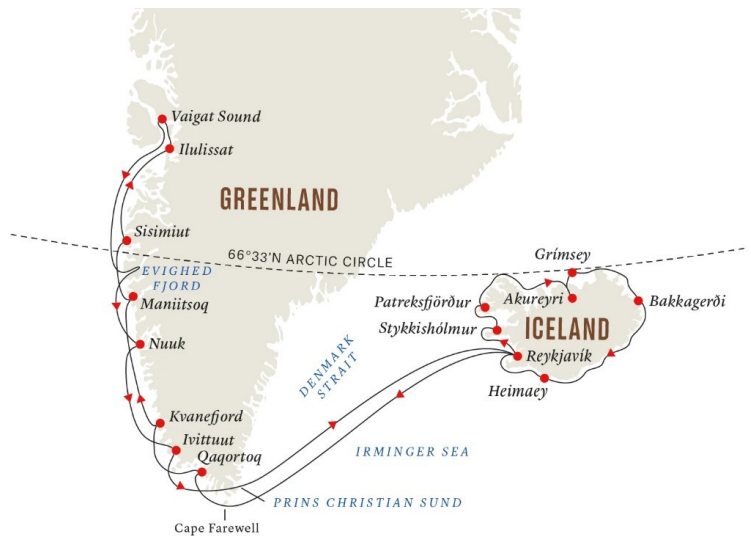 Vaigat Sound
Ilulissat
GREENLAND
Sisimiut
66°33'N ARCTIC CIRCLE
EVIGHED
FJORD
Maniitsoq
Nuuk
Kvanefjord
Ivittuut
Qaqortoq
Cape Farewell
PRINS CHRISTIAN SUND
IRMINGER SEA
DENMARK
STRAIT
Grímsey
Akureyri
Patreksfjörður
Stykkishólmur
ICELAND
Bakkagerði
Reykjavík
Heimaey